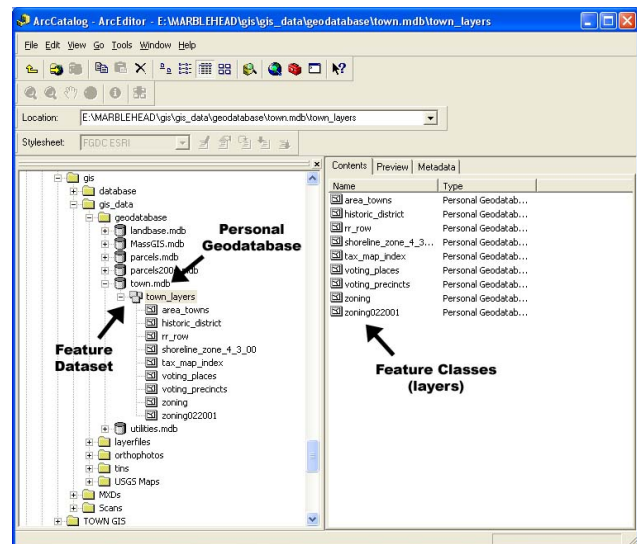 ArcCatalog - ArcEditor - E:\MARBLEHEAD\gis\gis_data\geodatabase\town.mdb\town_layers
File Edit View Go Tools Window Help
Location: E:\MARBLEHEAD\gis\gis_data\geodatabase\town.mdb\town_layers
Stylesheet: FGDC ESRI
gis
database
gis_data
geodatabase
landbase.mdb
MassGIS.mdb
parcels.mdb
town.mdb
town_layers
area_towns
historic_district
rr_row
shoreline_zone_4_3_00
tax_map_index
voting_places
voting_precincts
zoning
zoning022001
utilities.mdb
layerfiles
orthophotos
tins
USGS Maps
MXDs
Scans
TOWN GIS
Personal
Geodatabase
Feature
Dataset
Contents Preview Metadata
Name Type
area_towns Personal Geodatab...
historic_district Personal Geodatab...
rr_row Personal Geodatab...
shoreline_zone_4_3... Personal Geodatab...
tax_map_index Personal Geodatab...
voting_places Personal Geodatab...
voting_precincts Personal Geodatab...
zoning Personal Geodatab...
zoning022001 Personal Geodatab...
Feature Classes
(layers)